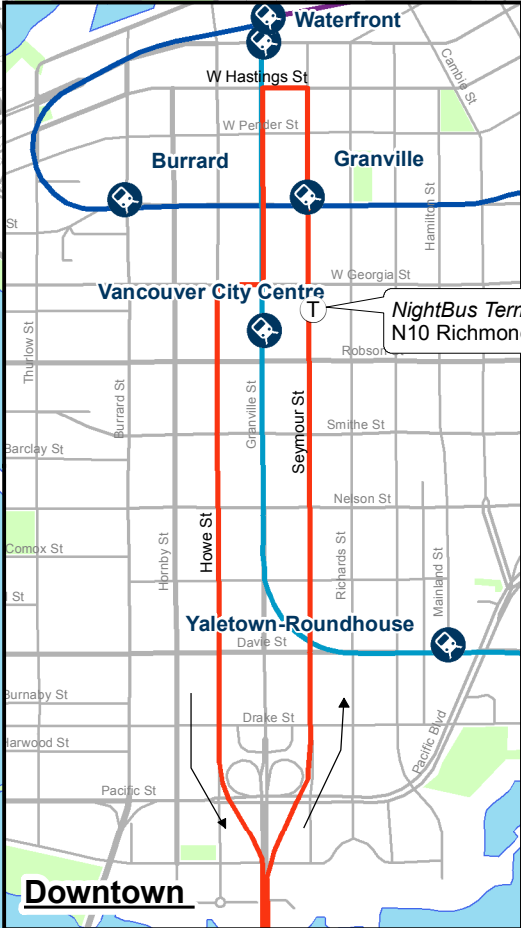 Waterfront
W Hastings St
Cambie St
W Pender St
Burrard
Granville
Hamilton St
St
W Georgia St
Vancouver City Centre
T
NightBus Term
N10 Richmon
Thurlow St
Robson St
Burrard St
Granville St
Seymour St
Smithe St
Barclay St
Nelson St
Howe St
Hornby St
Richards St
Mainland St
Comox St
l St
Yaletown-Roundhouse
Davie St
Burnaby St
Drake St
Harwood St
Pacific Blvd
Pacific St
Downtown